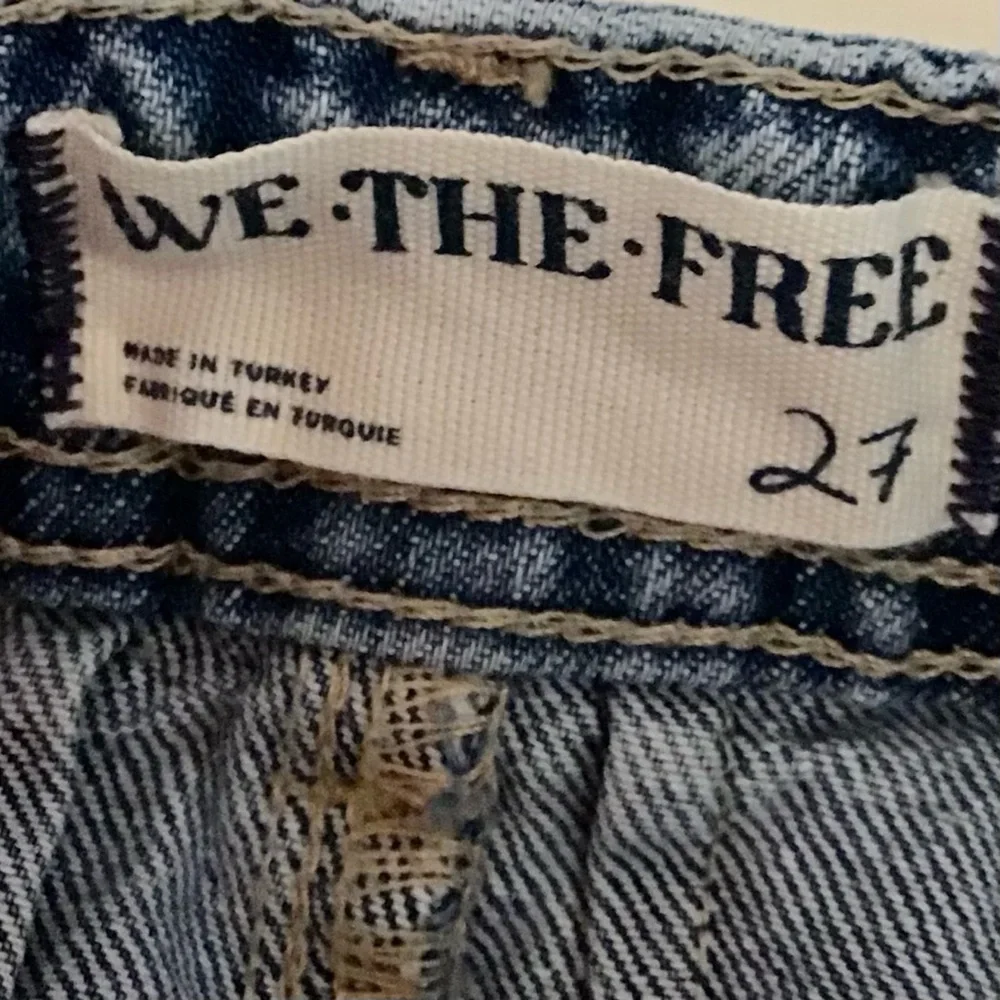 WE·THE·FREE
MADE IN TURKEY
FABRIQUÉ EN TURQUIE
27